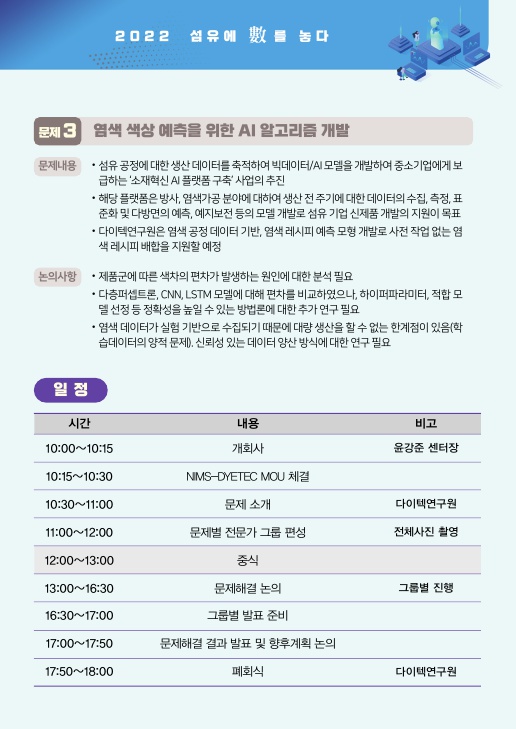 2022 섬유에 數를 놓다
문제 3 염색 색상 예측을 위한 AI 알고리즘 개발
문제내용
• 섬유 공정에 대한 생산 데이터를 축적하여 빅데이터/AI 모델을 개발하여 중소기업에게 보
급하는 '소재혁신 AI 플랫폼 구축' 사업의 추진
• 해당 플랫폼은 방사, 염색가공 분야에 대하여 생산 전 주기에 대한 데이터의 수집, 측정, 표
준화 및 다방면의 예측, 예지보전 등의 모델 개발로 섬유 기업 신제품 개발의 지원이 목표
• 다이텍연구원은 염색 공정 데이터 기반, 염색 레시피 예측 모형 개발로 사전 작업 없는 염
색 레시피 배합을 지원할 예정
논의사항
• 제품군에 따른 색차의 편차가 발생하는 원인에 대한 분석 필요
• 다층퍼셉트론, CNN, LSTM 모델에 대해 편차를 비교하였으나, 하이퍼파라미터, 적합 모
델 선정 등 정확성을 높일 수 있는 방법론에 대한 추가 연구 필요
• 염색 데이터가 실험 기반으로 수집되기 때문에 대량 생산을 할 수 없는 한계점이 있음(학
습데이터의 양적 문제). 신뢰성 있는 데이터 양산 방식에 대한 연구 필요
일 정
시간 내용 비고
10:00~10:15 개회사 윤강준 센터장
10:15~10:30 NIMS-DYETEC MOU 체결
10:30~11:00 문제 소개 다이텍연구원
11:00~12:00 문제별 전문가 그룹 편성 전체사진 촬영
12:00~13:00 중식
13:00~16:30 문제해결 논의 그룹별 진행
16:30~17:00 그룹별 발표 준비
17:00~17:50 문제해결 결과 발표 및 향후계획 논의
17:50~18:00 폐회식 다이텍연구원